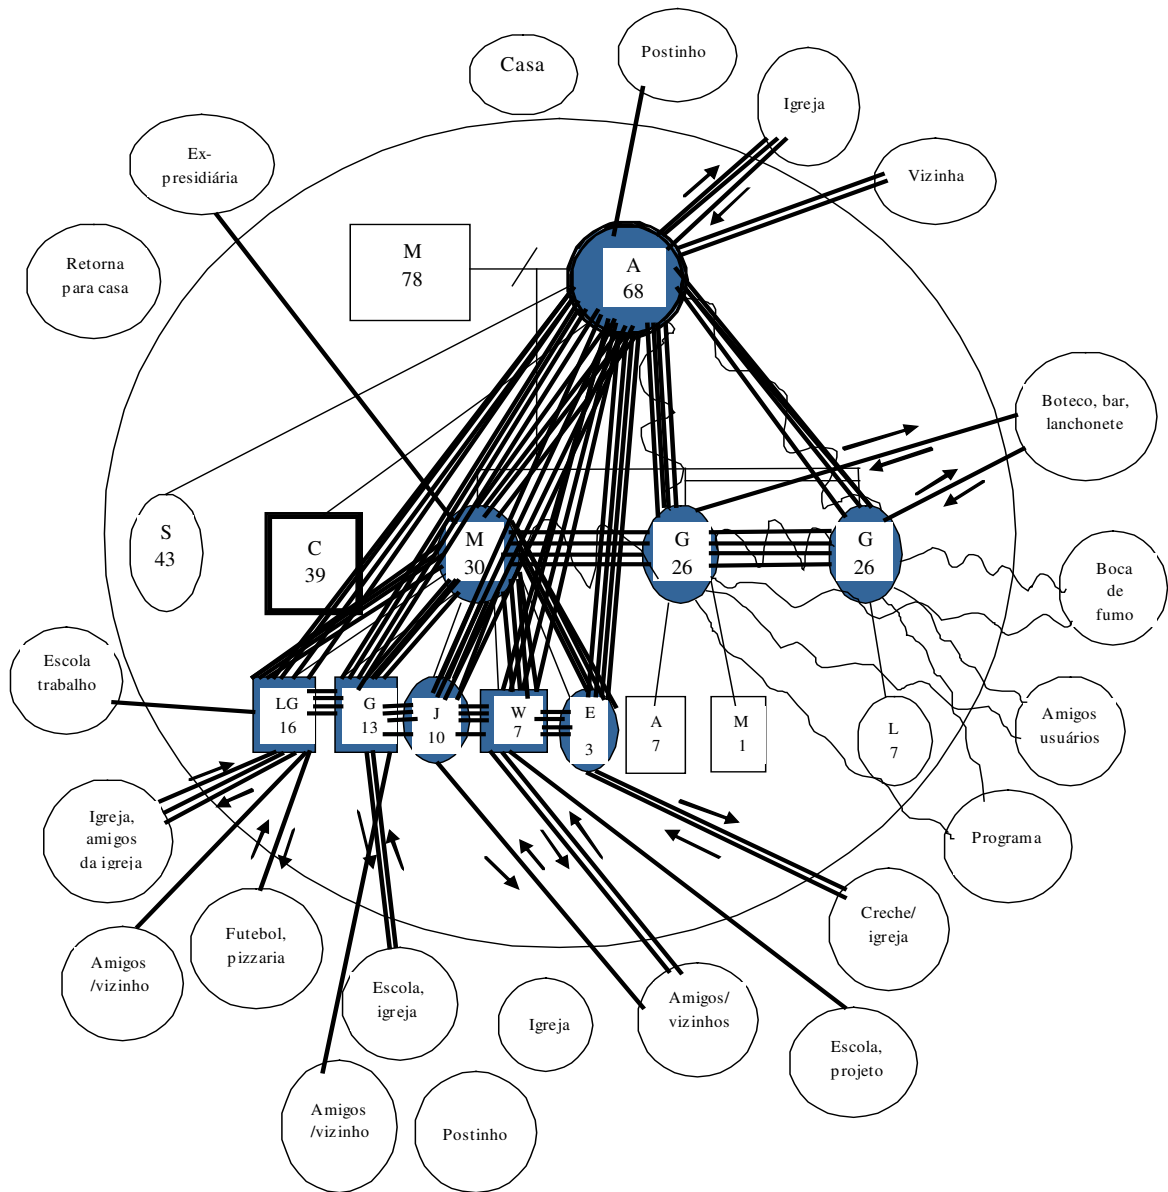 Casa
Postinho
Igreja
Ex-
presidiária
Vizinha
Retorna
para casa
M
78
A
68
Boteco, bar,
lanchonete
S
43
C
39
M
30
G
26
G
26
Boca
de
fumo
Escola
trabalho
LG
16
G
13
J
10
W
7
E
3
A
7
M
1
L
7
Amigos
usuários
Igreja,
amigos
da igreja
Programa
Creche/
igreja
Futebol,
pizzaria
Amigos
/vizinho
Escola,
igreja
Igreja
Amigos/
vizinhos
Escola,
projeto
Amigos
/vizinho
Postinho